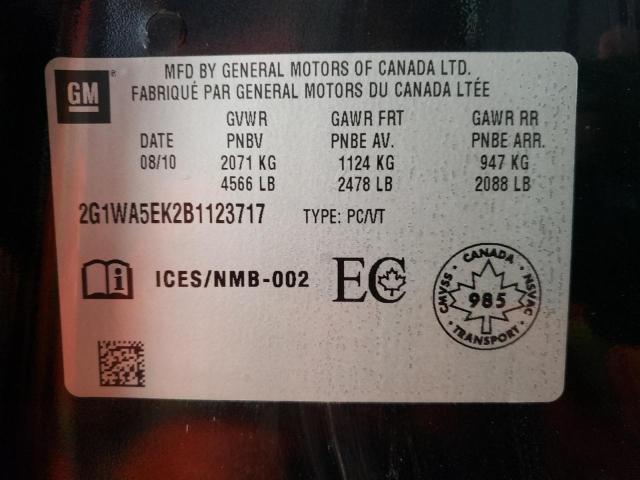 GM ®
MFD BY GENERAL MOTORS OF CANADA LTD.
FABRIQUÉ PAR GENERAL MOTORS DU CANADA LTÉE
GVWR GAWR FRT GAWR RR
DATE PNBV PNBE AV. PNBE ARR.
08/10 2071 KG 1124 KG 947 KG
4566 LB 2478 LB 2088 LB
2G1WA5EK2B1123717 TYPE: PC/VT
i ICES/NMB-002 EC
CANADA
CMVSS NSVAC
985
TRANSPORT